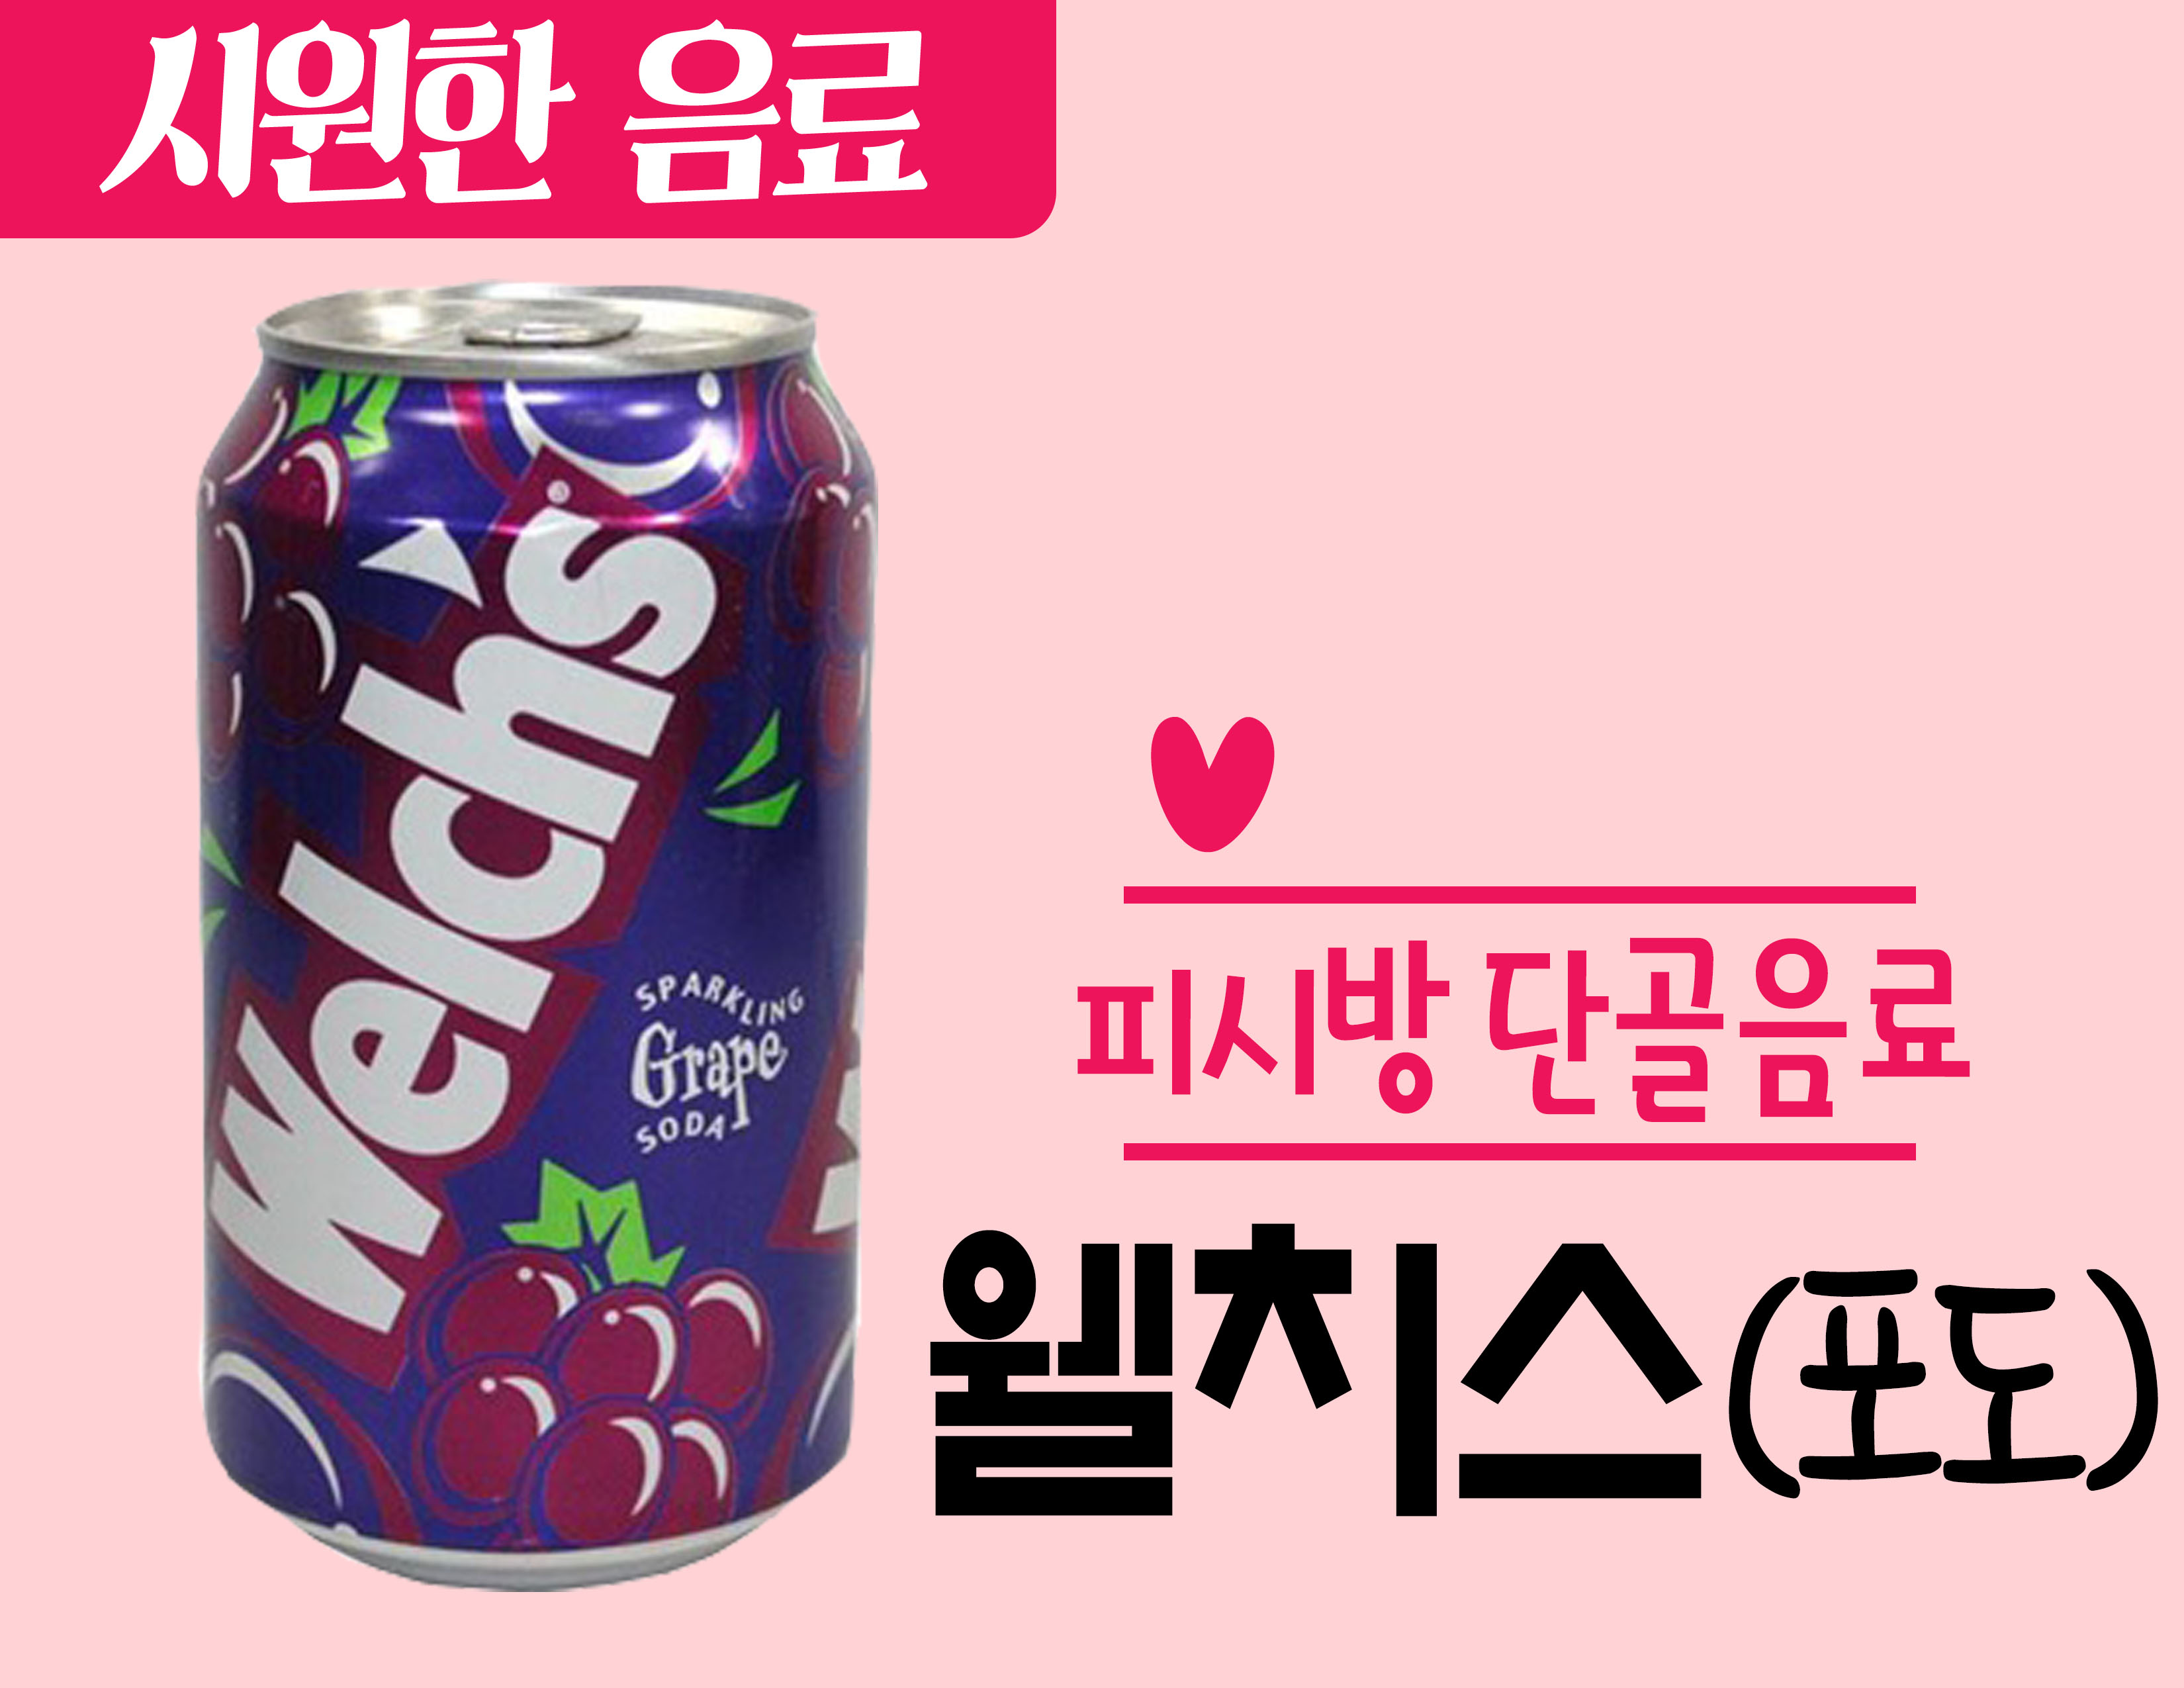 시원한 음료
Welch's
SPARKLING
Grape
SODA
피시방 단골음료
웰치스(포도)